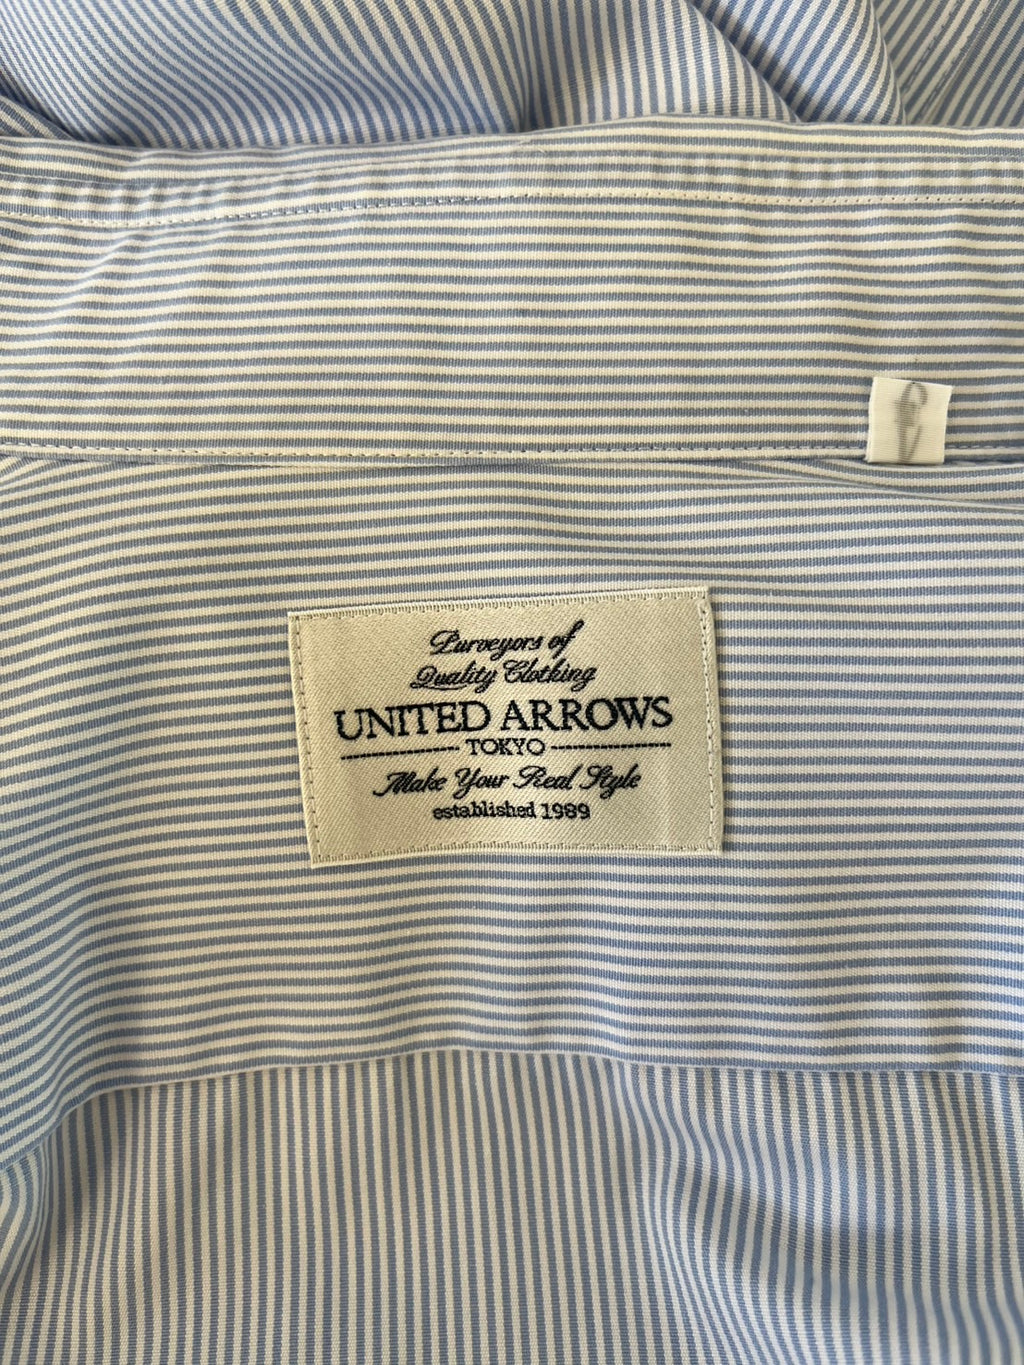 Purveyors of
Quality Clothing
UNITED ARROWS
TOKYO
Make Your Real Style
established 1989